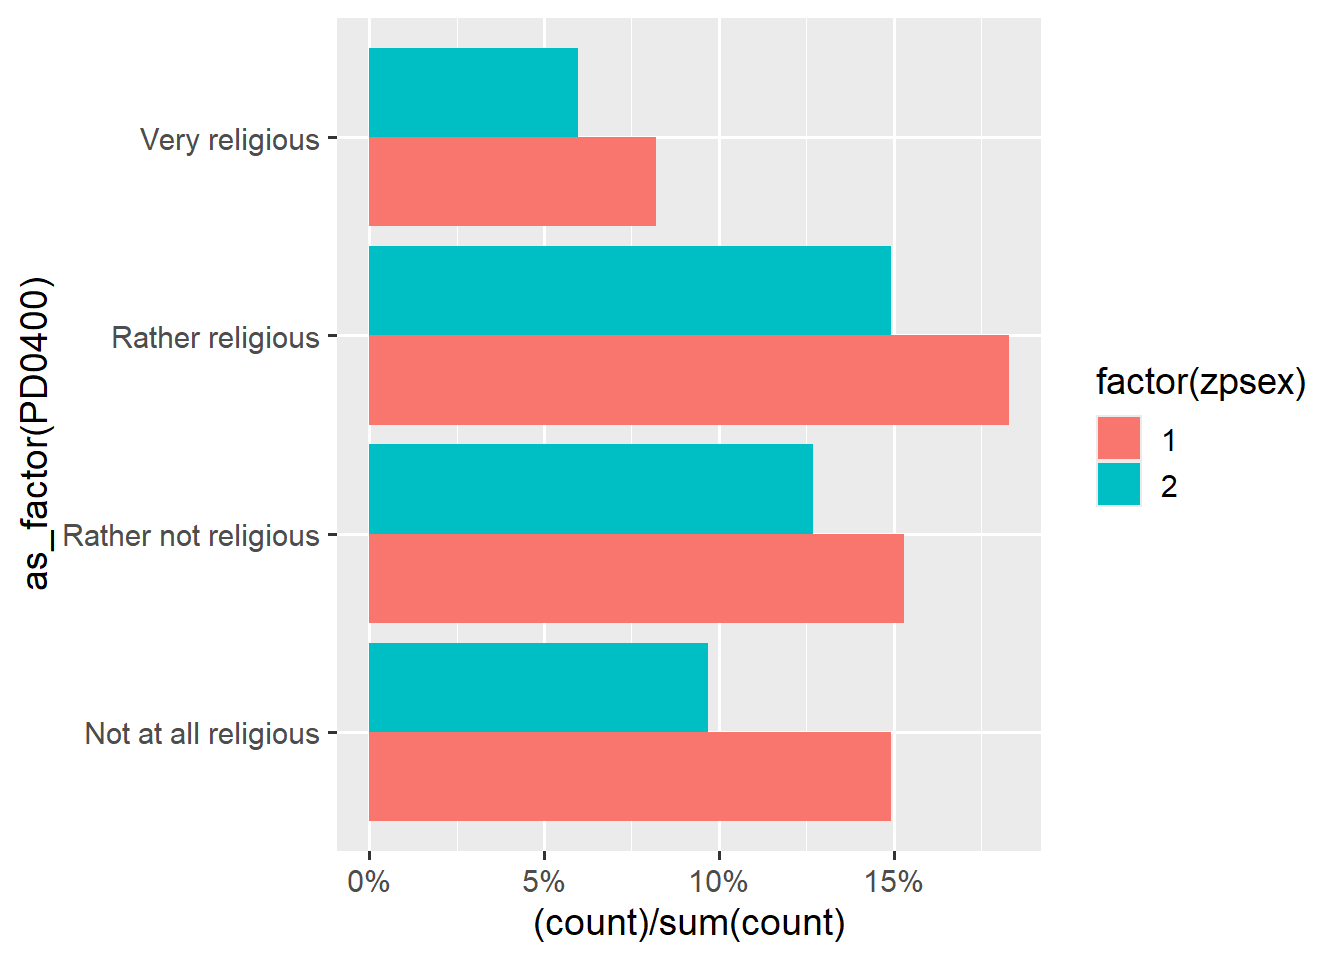 Very religious
Rather religious
Rather not religious
Not at all religious
as_factor(PD0400)
0% 5% 10% 15%
(count)/sum(count)
factor(zpsex)
1
2